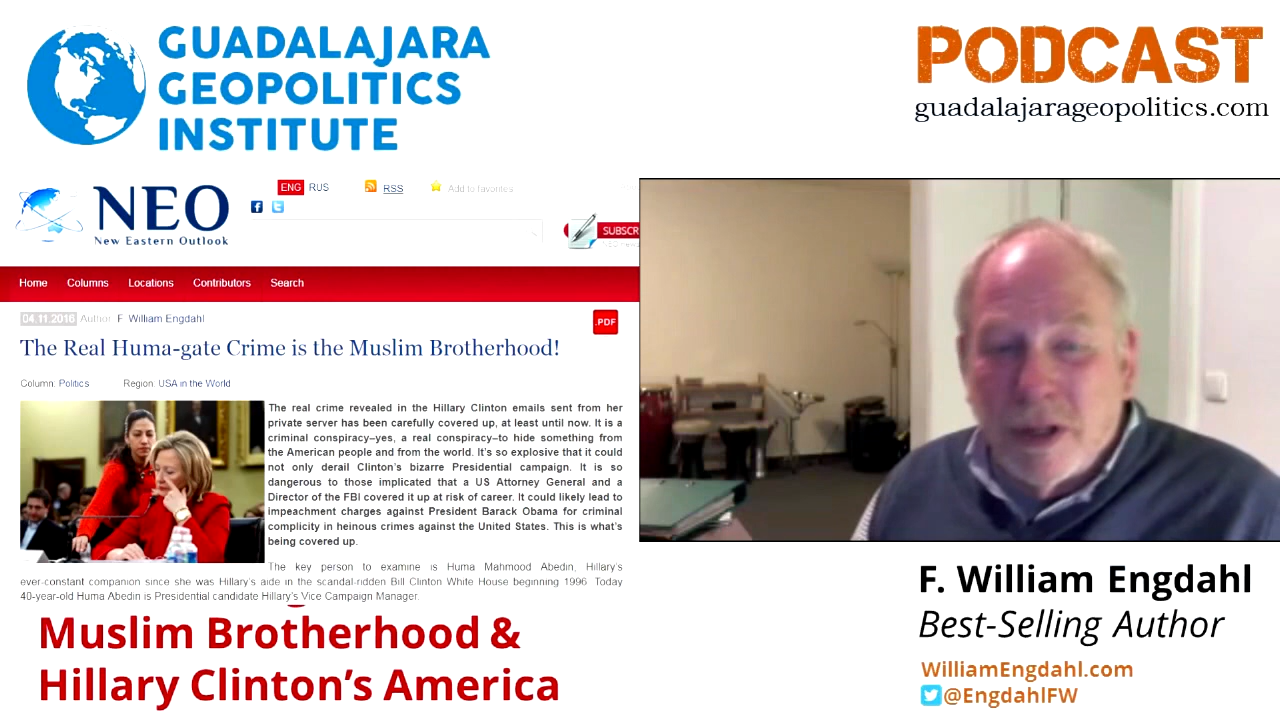 GUADALAJARA
GEOPOLITICS
INSTITUTE
PODCAST
guadalajarageopolitics.com
NEO
New Eastern Outlook
ENG RUS RSS Add to favorites
SUBSCR
Home Columns Locations Contributors Search
04.11.2016 Author: F. William Engdahl
.PDF
The Real Huma-gate Crime is the Muslim Brotherhood!
Column: Politics Region: USA in the World
The real crime revealed in the Hillary Clinton emails sent from her
private server has been carefully covered up, at least until now. It is a
criminal conspiracy–yes, a real conspiracy–to hide something from
the American people and from the world. It's so explosive that it could
not only derail Clinton's bizarre Presidential campaign. It is so
dangerous to those implicated that a US Attorney General and a
Director of the FBI covered it up at risk of career. It could likely lead to
impeachment charges against President Barack Obama for criminal
complicity in heinous crimes against the United States. This is what's
being covered up.
The key person to examine is Huma Mahmood Abedin, Hillary's
ever-constant companion since she was Hillary's aide in the scandal-ridden Bill Clinton White House beginning 1996. Today
40-year-old Huma Abedin is Presidential candidate Hillary's Vice Campaign Manager.
Muslim Brotherhood &
Hillary Clinton's America
F. William Engdahl
Best-Selling Author
WilliamEngdahl.com
@EngdahlFW